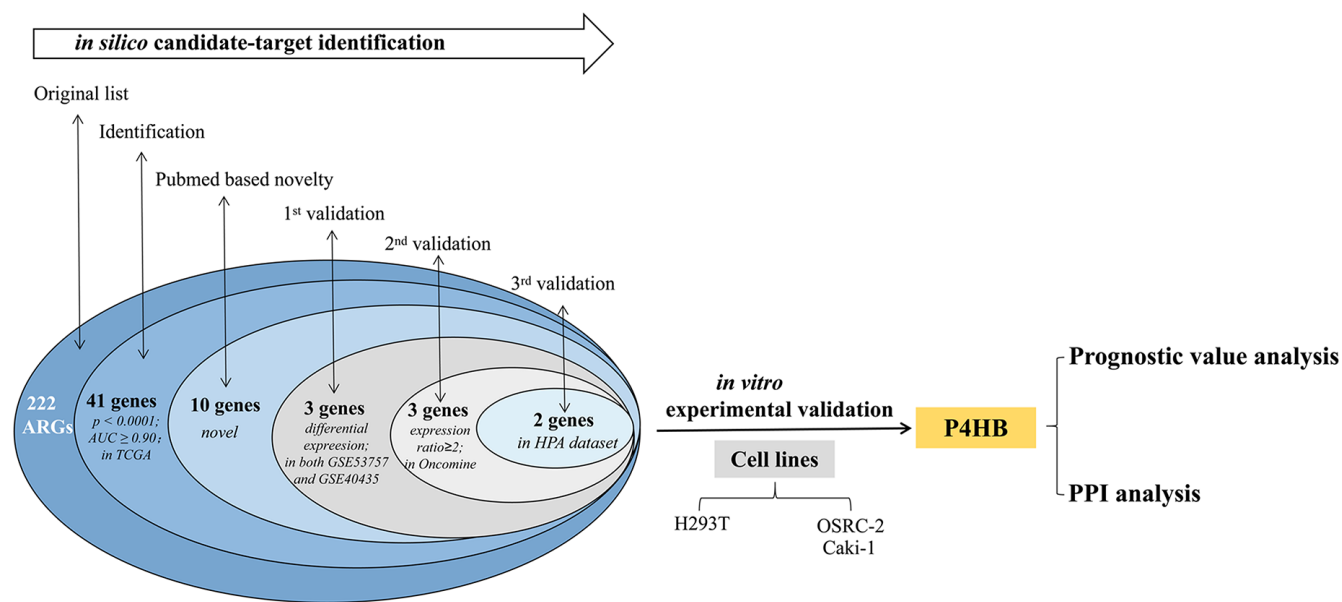 in silico candidate-target identification
Original list
Identification
Pubmed based novelty
1st validation
2nd validation
3rd validation
222
ARGs
41 genes
p < 0.0001;
AUC ≥ 0.90;
in TCGA
10 genes
novel
3 genes
differential
expreesion;
in both GSE53757
and GSE40435
3 genes
expression
ratio≥2;
in Oncomine
2 genes
in HPA dataset
in vitro
experimental validation
Cell lines
H293T
OSRC-2
Caki-1
P4HB
Prognostic value analysis
PPI analysis